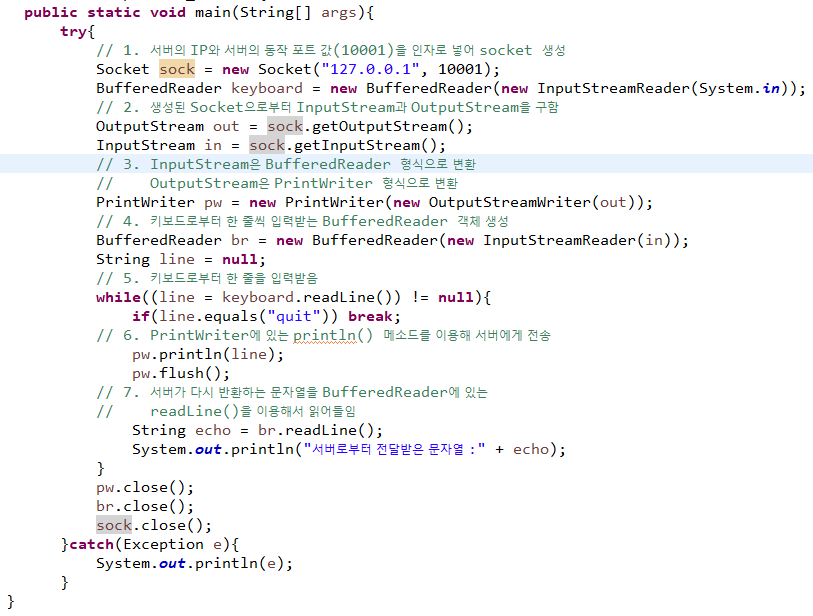 public static void main(String[] args){
try{
// 1. 서버의 IP와 서버의 동작 포트 값(10001)을 인자로 넣어 socket 생성
Socket sock = new Socket("127.0.0.1", 10001);
BufferedReader keyboard = new BufferedReader(new InputStreamReader(System.in));
// 2. 생성된 Socket으로부터 InputStream과 OutputStream을 구함
OutputStream out = sock.getOutputStream();
InputStream in = sock.getInputStream();
// 3. InputStream은 BufferedReader 형식으로 변환
// OutputStream은 PrintWriter 형식으로 변환
PrintWriter pw = new PrintWriter(new OutputStreamWriter(out));
// 4. 키보드로부터 한 줄씩 입력받는 BufferedReader 객체 생성
BufferedReader br = new BufferedReader(new InputStreamReader(in));
String line = null;
// 5. 키보드로부터 한 줄을 입력받음
while((line = keyboard.readLine()) != null){
if(line.equals("quit")) break;
// 6. PrintWriter에 있는 println() 메소드를 이용해 서버에게 전송
pw.println(line);
pw.flush();
// 7. 서버가 다시 반환하는 문자열을 BufferedReader에 있는
// readLine()을 이용해서 읽어들임
String echo = br.readLine();
System.out.println("서버로부터 전달받은 문자열 :" + echo);
}
pw.close();
br.close();
sock.close();
}catch(Exception e){
System.out.println(e);
}
}